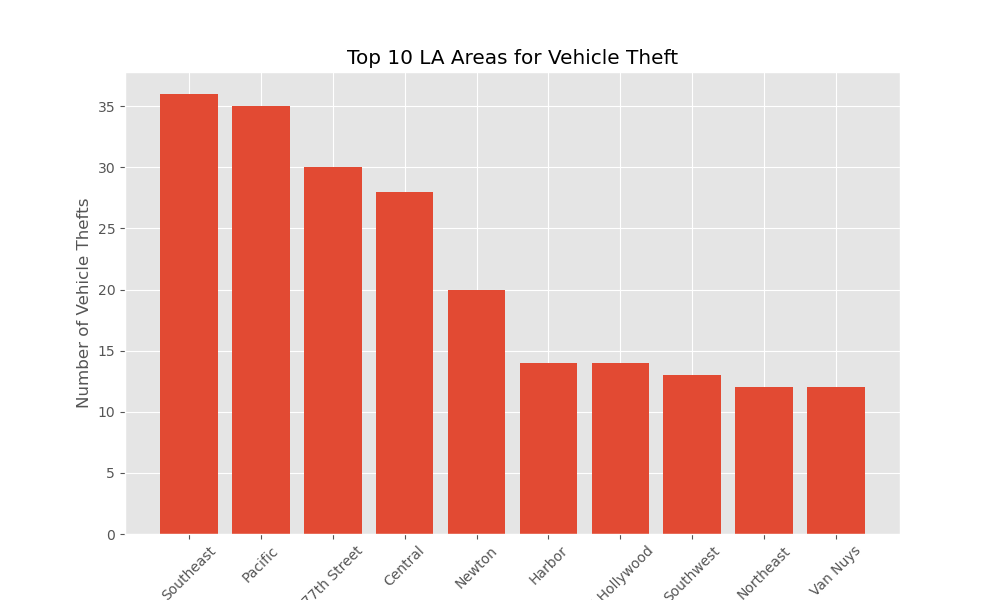 Top 10 LA Areas for Vehicle Theft
Number of Vehicle Thefts
35
30
25
20
15
10
5
0
Southeast
Pacific
77th Street
Central
Newton
Harbor
Hollywood
Southwest
Northeast
Van Nuys